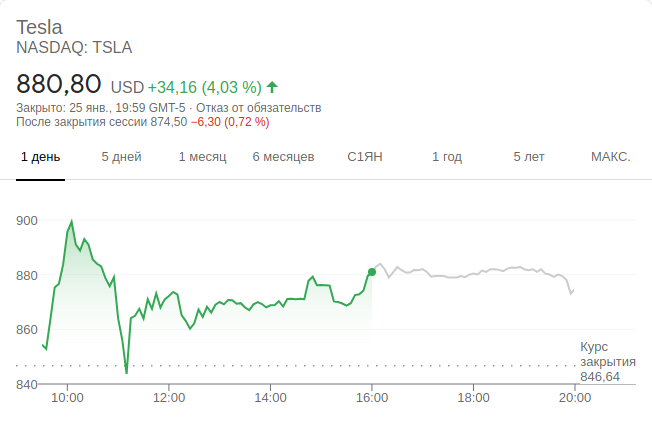 Tesla
NASDAQ: TSLA
880,80 USD +34,16 (4,03 %)
Закрыто: 25 янв., 19:59 GMT-5 · Отказ от обязательств
После закрытия сессии 874,50 −6,30 (0,72 %)
1 день 5 дней 1 месяц 6 месяцев С1ЯН 1 год 5 лет МАКС.
900
880
860
840
Курс
закрытия
846,64
10:00 12:00 14:00 16:00 18:00 20:00